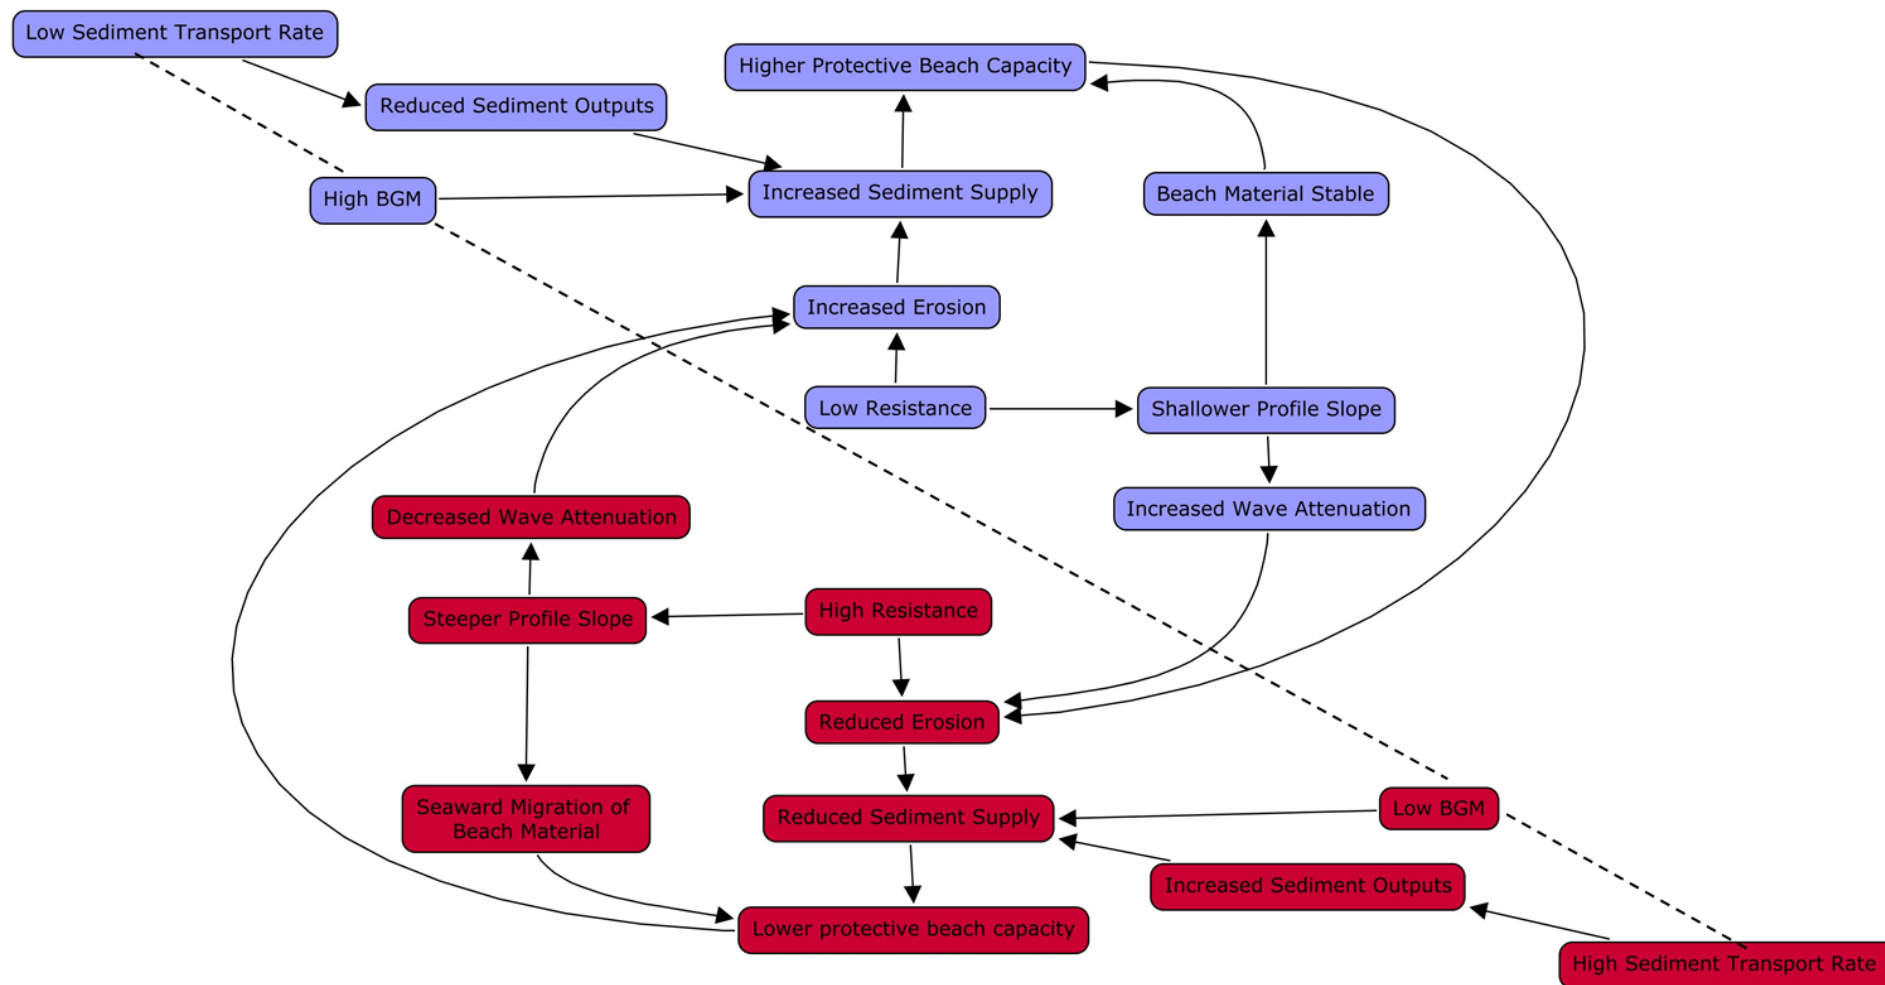 Low Sediment Transport Rate
Higher Protective Beach Capacity
Reduced Sediment Outputs
High BGM
Increased Sediment Supply
Beach Material Stable
Increased Erosion
Low Resistance
Shallower Profile Slope
Increased Wave Attenuation
Decreased Wave Attenuation
Steeper Profile Slope
High Resistance
Reduced Erosion
Seaward Migration of
Beach Material
Reduced Sediment Supply
Low BGM
Increased Sediment Outputs
Lower protective beach capacity
High Sediment Transport Rate